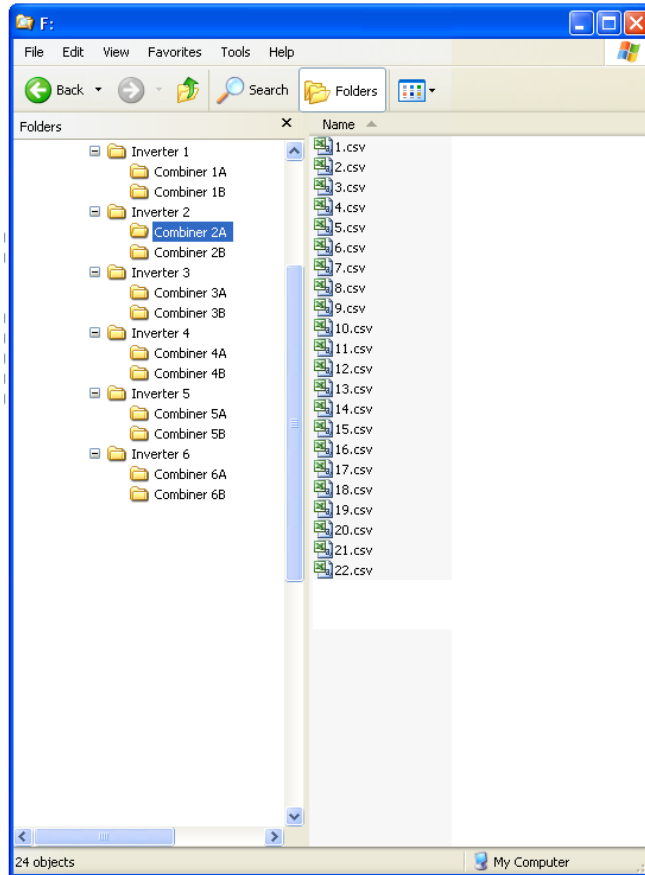 F:
File Edit View Favorites Tools Help
Back Search Folders
Folders
Name
Inverter 1
Combiner 1A
Combiner 1B
Inverter 2
Combiner 2A
Combiner 2B
Inverter 3
Combiner 3A
Combiner 3B
Inverter 4
Combiner 4A
Combiner 4B
Inverter 5
Combiner 5A
Combiner 5B
Inverter 6
Combiner 6A
Combiner 6B
1.csv
2.csv
3.csv
4.csv
5.csv
6.csv
7.csv
8.csv
9.csv
10.csv
11.csv
12.csv
13.csv
14.csv
15.csv
16.csv
17.csv
18.csv
19.csv
20.csv
21.csv
22.csv
24 objects
My Computer